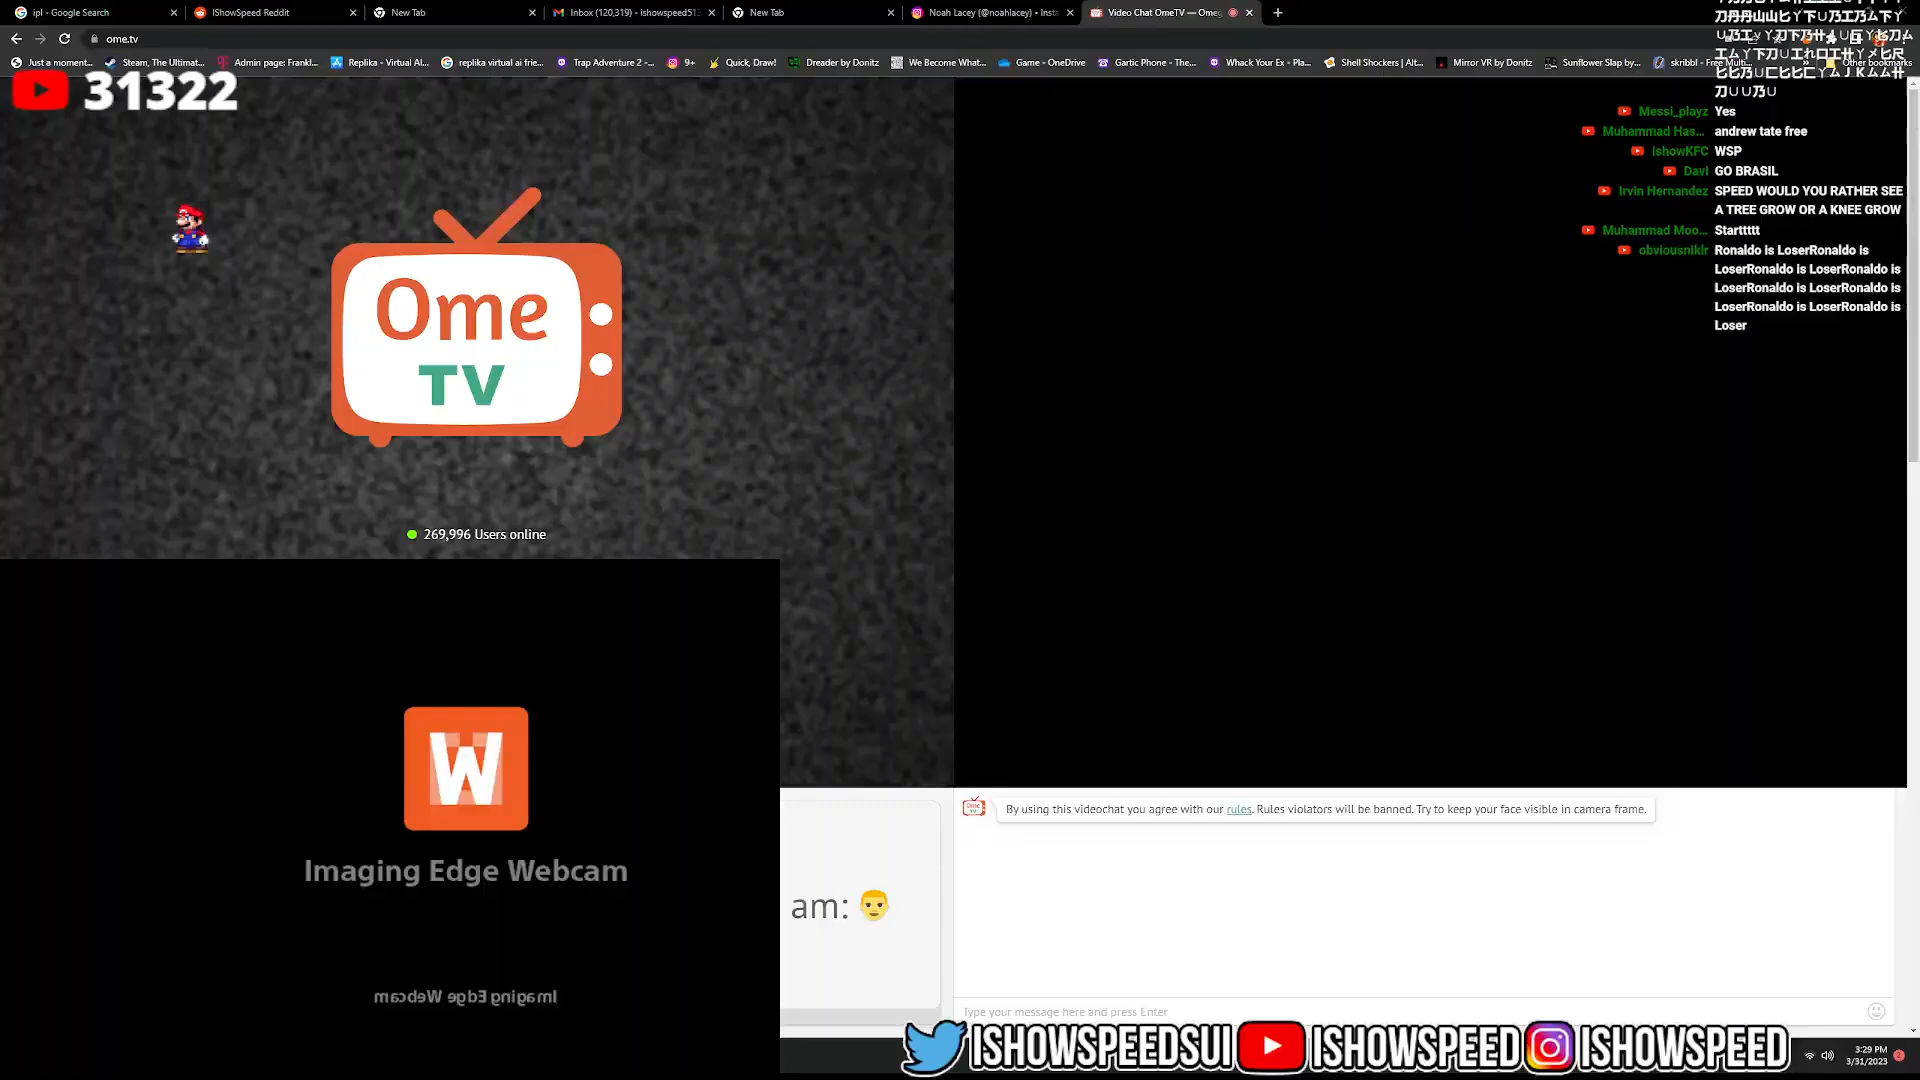 ipl - Google Search
IShowSpeed Reddit
New Tab
Inbox (120,319) - ishowspeed51
New Tab
Noah Lacey (@noahlacey) • Insta
Video Chat OmeTV — Ome
ome.tv
Just a moment...
Steam, The Ultimat...
Admin page: Frankl...
Replika - Virtual AI...
replika virtual ai frie...
Trap Adventure 2 -...
9+
Quick, Draw!
Dreader by Donitz
We Become What...
Game - OneDrive
Gartic Phone - The...
Whack Your Ex - Pla...
Shell Shockers | Alt...
Mirror VR by Donitz
Sunflower Slap by...
skribbl - Free Multi...
Other bookmarks
31322
Messi_playz Yes
Muhammad Has... andrew tate free
IshowKFC WSP
Davi GO BRASIL
Irvin Hernandez SPEED WOULD YOU RATHER SEE
A TREE GROW OR A KNEE GROW
Muhammad Moo... Starttttt
obviousniklr Ronaldo is LoserRonaldo is
LoserRonaldo is LoserRonaldo is
LoserRonaldo is LoserRonaldo is
LoserRonaldo is LoserRonaldo is
Loser
Ome
TV
269,996 Users online
W
Imaging Edge Webcam
Imaging Edge Webcam
am:
By using this videochat you agree with our rules. Rules violators will be banned. Try to keep your face visible in camera frame.
Type your message here and press Enter
ISHOWSPEEDSUI
ISHOWSPEED
ISHOWSPEED
3:29 PM
3/31/2023
2